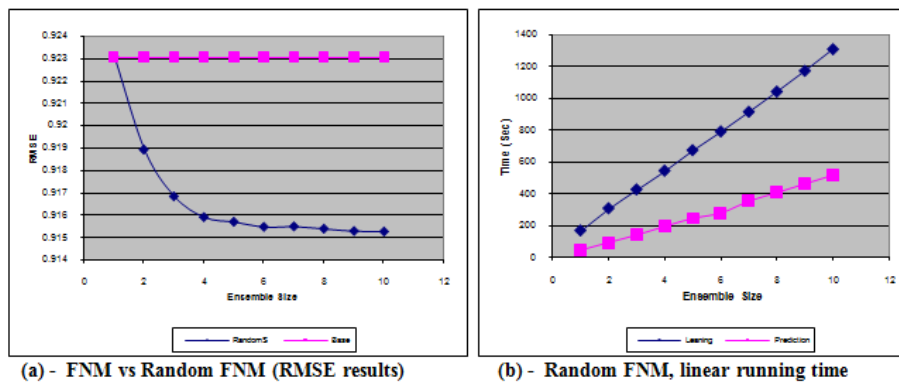 0.924
0.923
0.922
0.921
0.92
0.919
0.918
0.917
0.916
0.915
0.914
RMSE
0 2 4 6 8 10 12
Ensemble Size
RandomS Base
(a) - FNM vs Random FNM (RMSE results)
1400
1200
1000
800
600
400
200
0
Time (Sec)
0 2 4 6 8 10 12
Ensemble Size
Leaning Prediction
(b) - Random FNM, linear running time